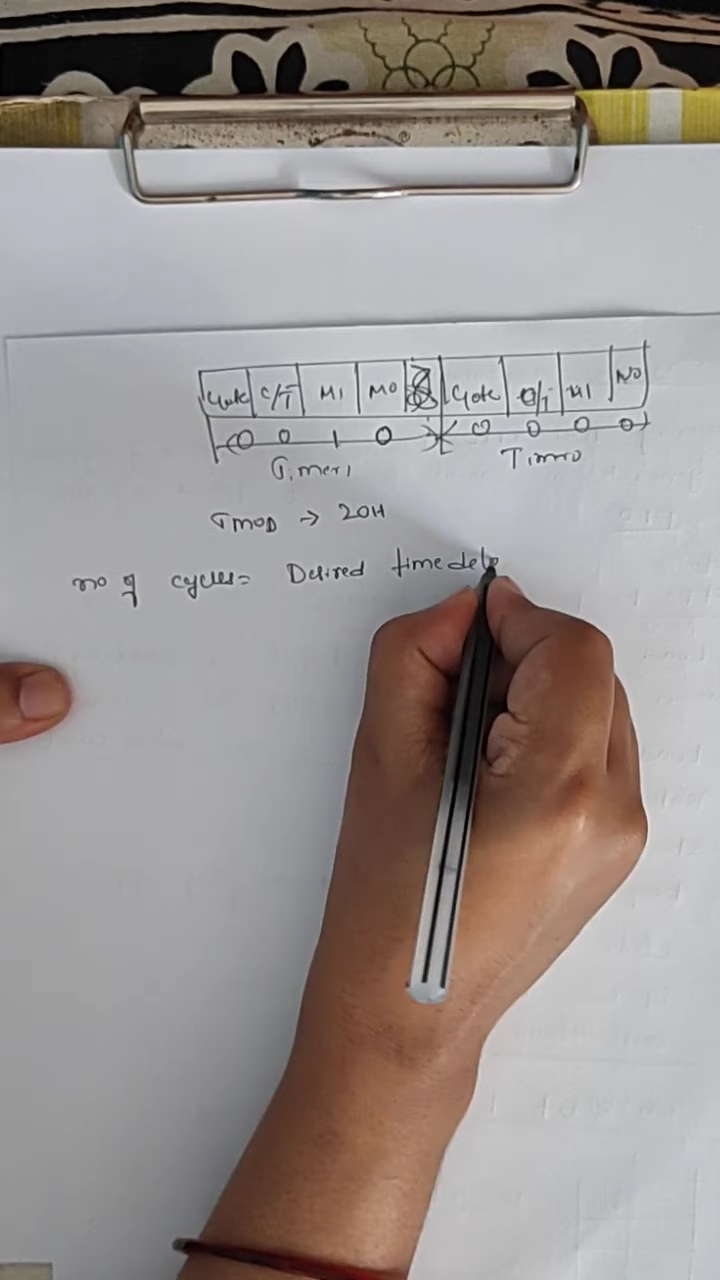 Gate C/T M1 M0 Gate C/T M1 M0
0 0 1 0 0 0 0 0
Timer1 Timer0
TMOD → 20H
no of cycles = Desired time dela